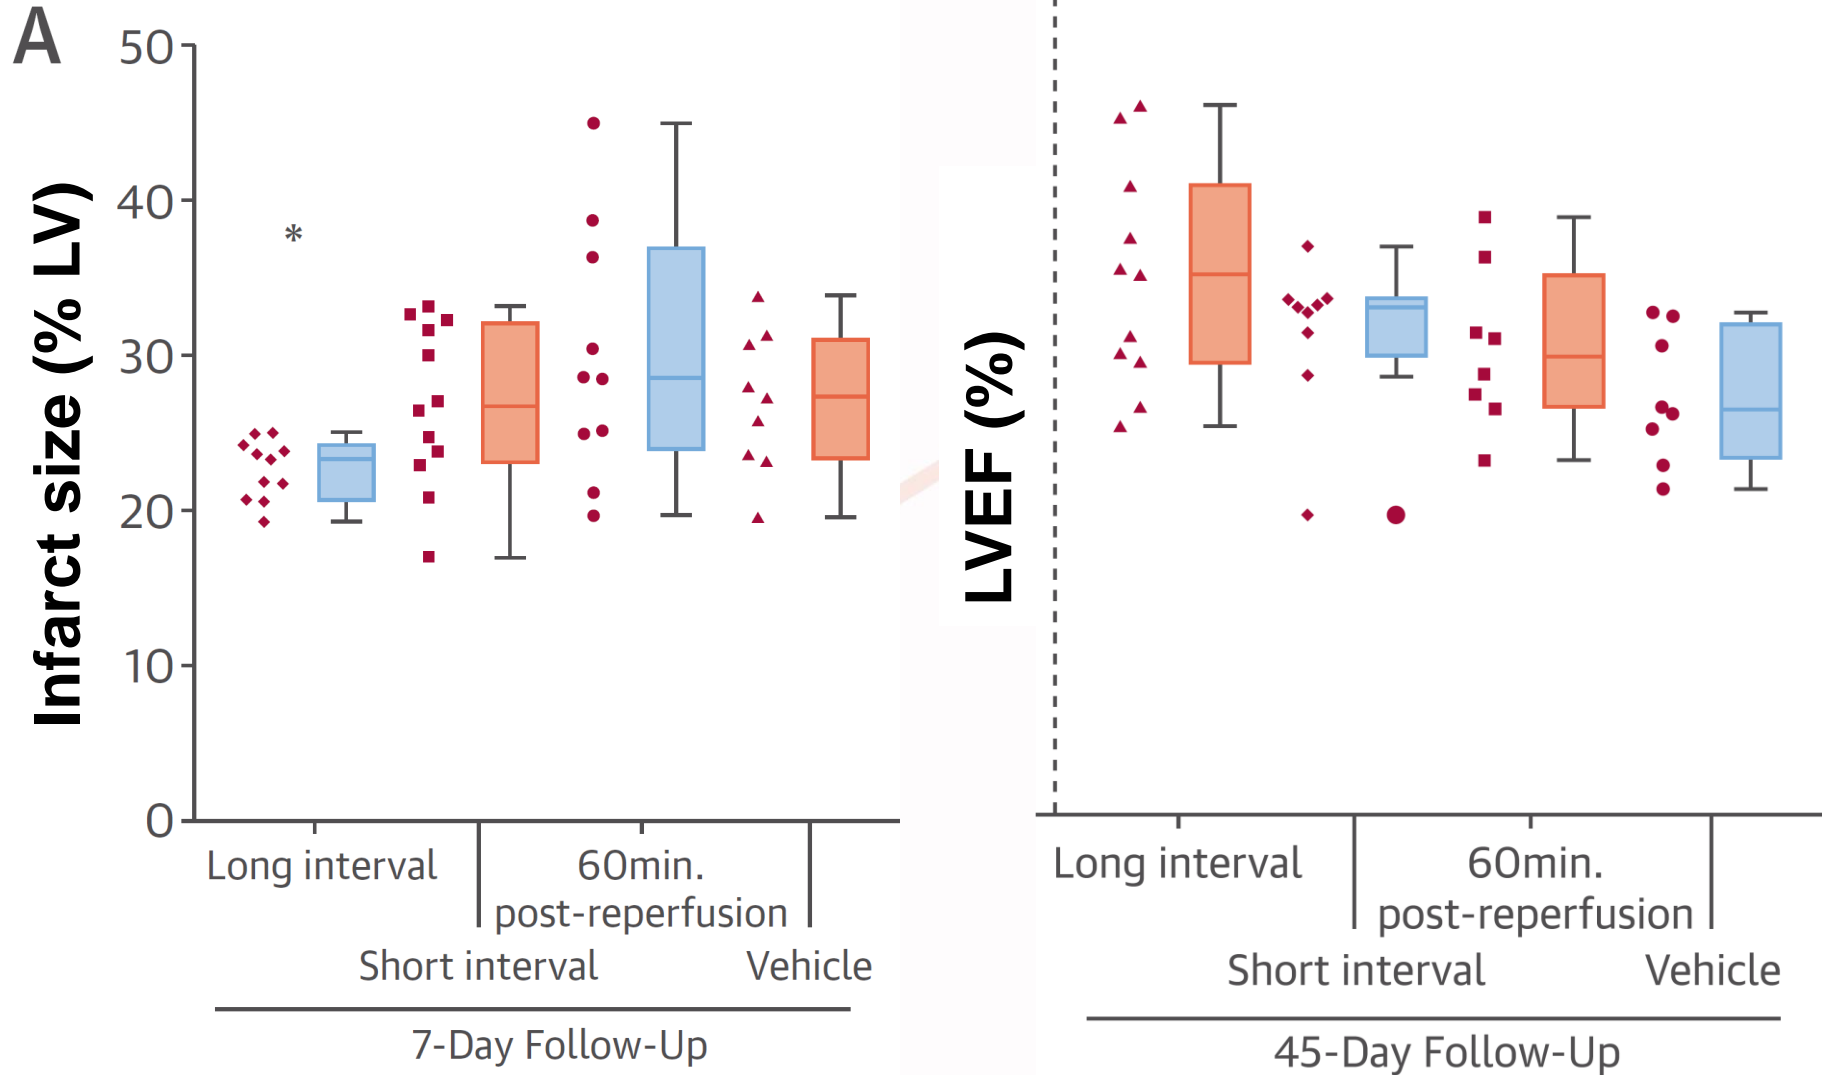 A
Infarct size (% LV)
50
40
30
20
10
0
*
Long interval
60min.
post-reperfusion
Short interval
Vehicle
7-Day Follow-Up
LVEF (%)
Long interval
60min.
post-reperfusion
Short interval
Vehicle
45-Day Follow-Up